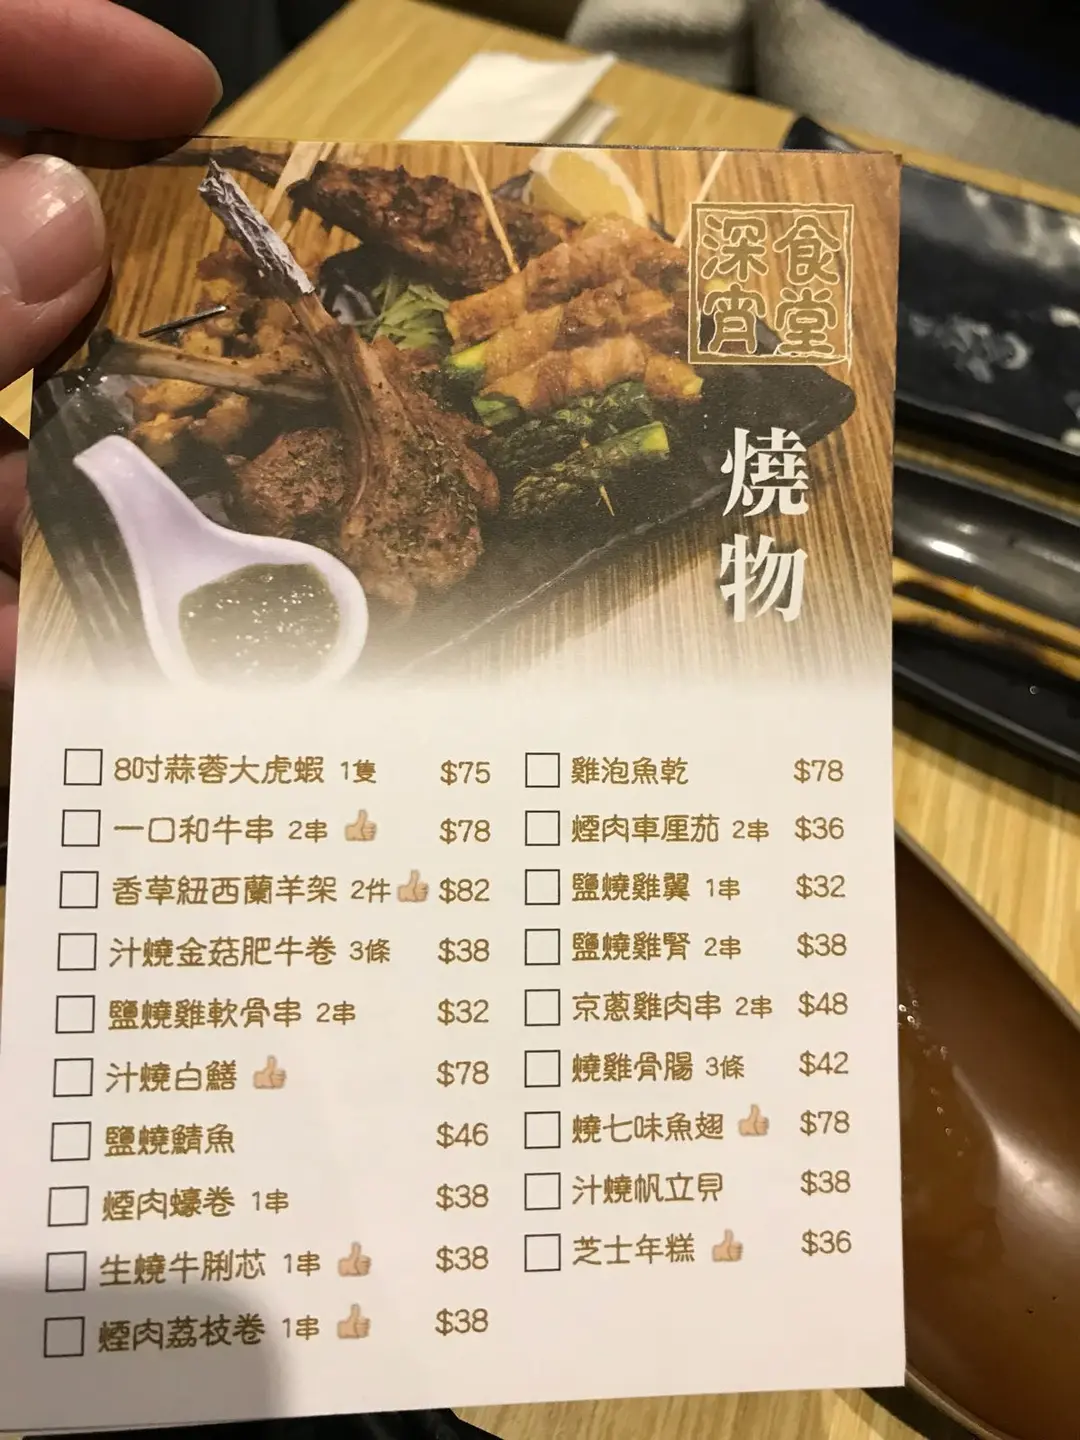 深宵食堂
燒物
8吋蒜蓉大虎蝦 1隻 $75
一口和牛串 2串 $78
香草紐西蘭羊架 2件 $82
汁燒金菇肥牛卷 3條 $38
鹽燒雞軟骨串 2串 $32
汁燒白鱔 $78
鹽燒鯖魚 $46
煙肉蠔卷 1串 $38
生燒牛脷芯 1串 $38
煙肉荔枝卷 1串 $38
雞泡魚乾 $78
煙肉車厘茄 2串 $36
鹽燒雞翼 1串 $32
鹽燒雞腎 2串 $38
京蔥雞肉串 2串 $48
燒雞骨腸 3條 $42
燒七味魚翅 $78
汁燒帆立貝 $38
芝士年糕 $36